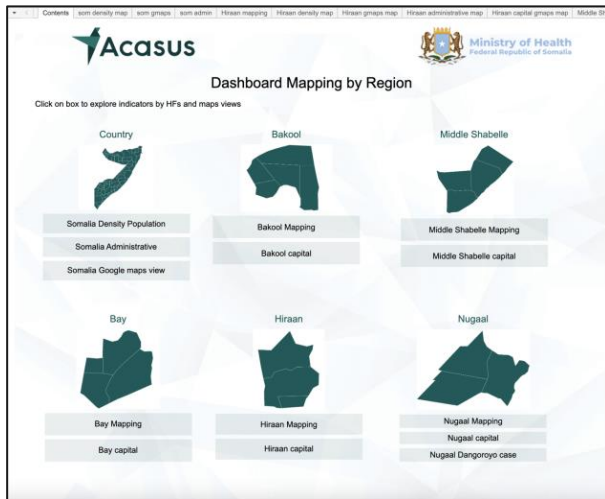 Contents som density map som gmaps som admin Hiraan mapping Hiraan density map Hiraan gmaps map Hiraan administrative map Hiraan capital gmaps map Middle Sh
Acasus
Ministry of Health
Federal Republic of Somalia
Dashboard Mapping by Region
Click on box to explore indicators by HFs and maps views
Country Bakool Middle Shabelle
Somalia Density Population
Somalia Administrative
Somalia Google maps view
Bakool Mapping
Bakool capital
Middle Shabelle Mapping
Middle Shabelle capital
Bay Hiraan Nugaal
Bay Mapping
Bay capital
Hiraan Mapping
Hiraan capital
Nugaal Mapping
Nugaal capital
Nugaal Dangoroyo case